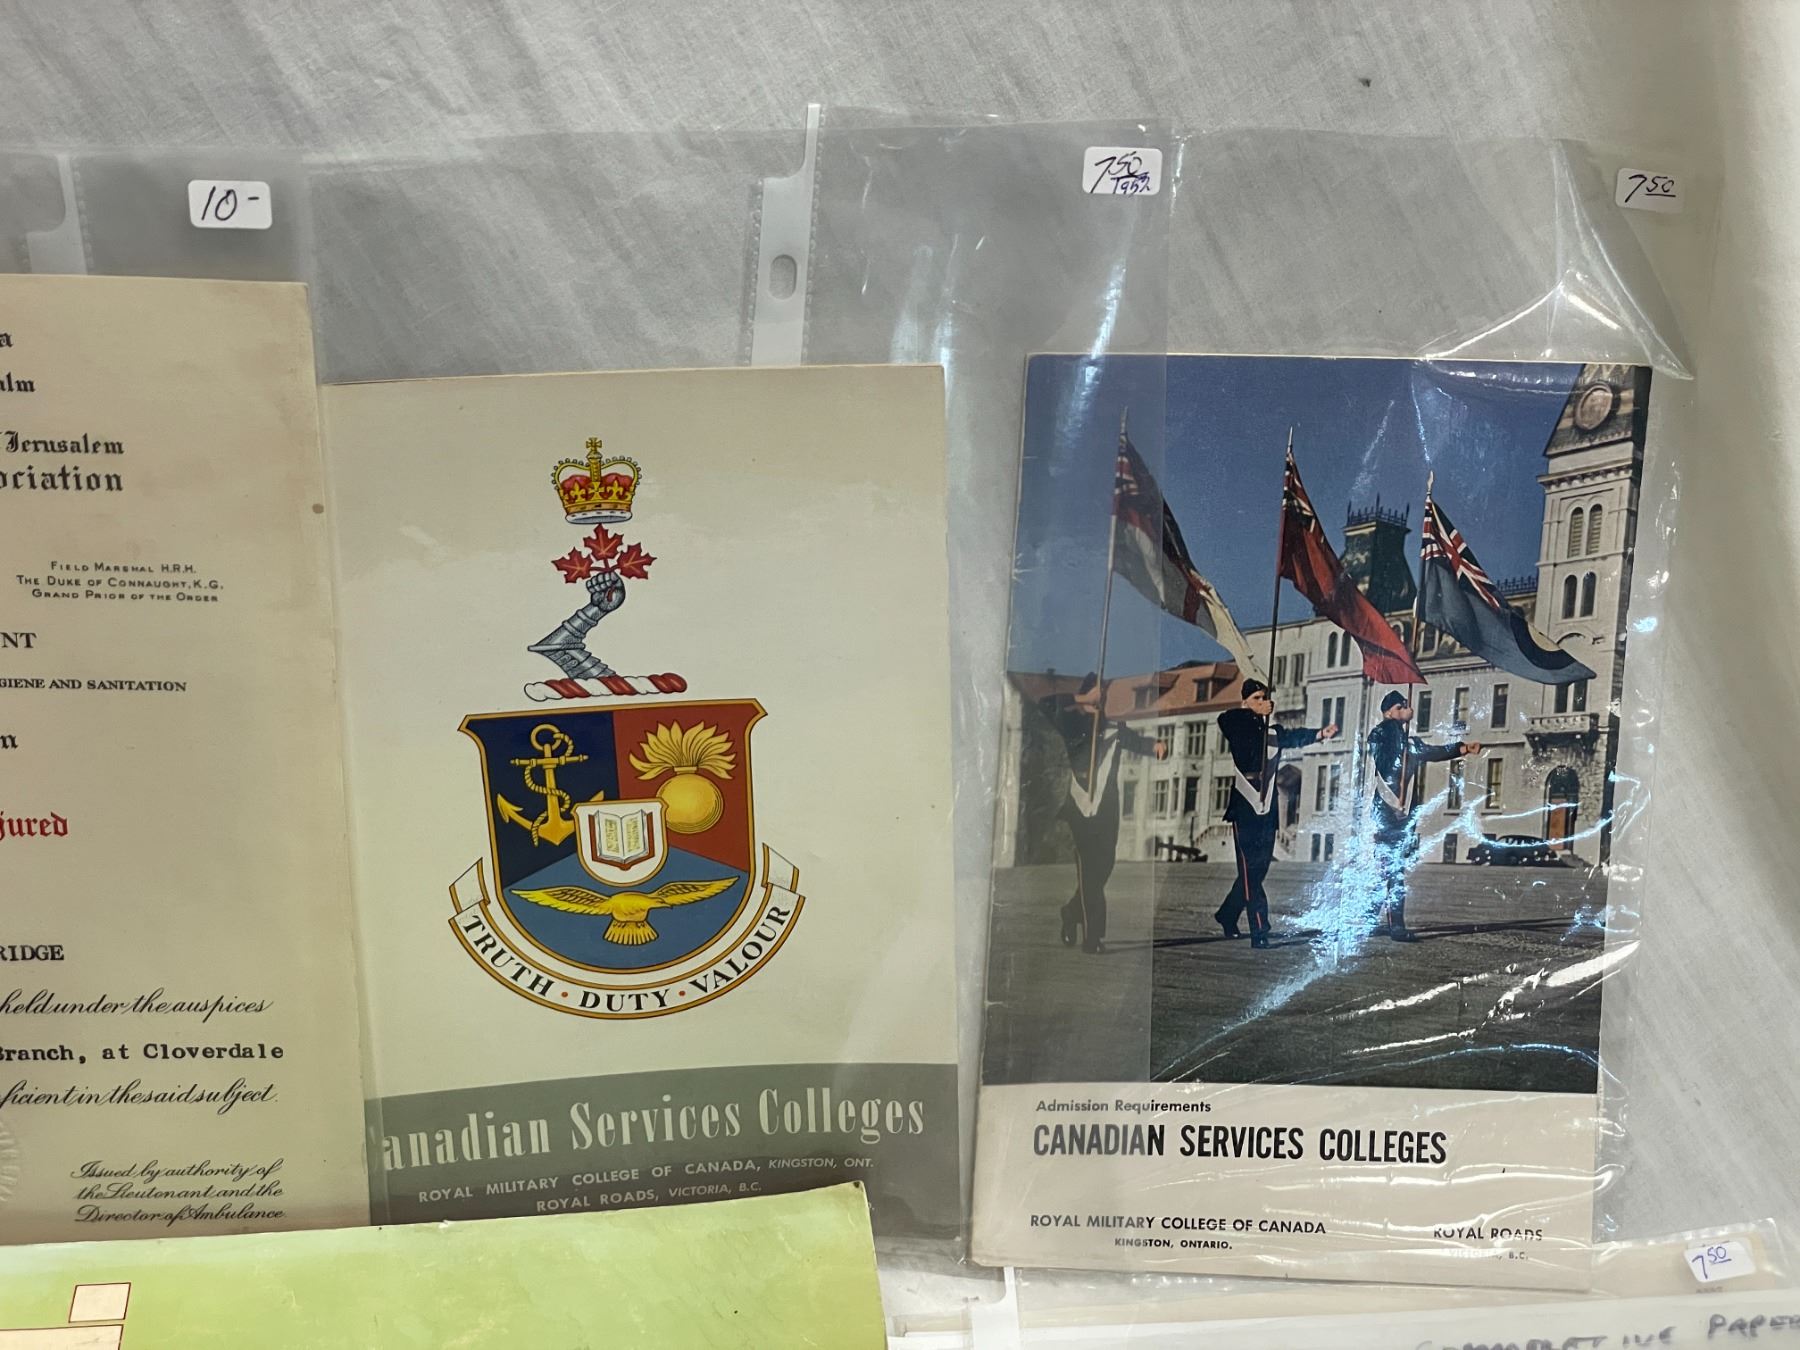 10-
7.50
1952
7.50
Jerusalem
ociation
FIELD MARSHAL H.R.H.
THE DUKE OF CONNAUGHT, K.G.
GRAND PRIOR OF THE ORDER
GIENE AND SANITATION
jured
RIDGE
held under the auspices
Branch, at Cloverdale
ficient in the said subject.
Issued by authority of
the Lieutenant and the
Director of Ambulance
TRUTH · DUTY · VALOUR
Canadian Services Colleges
ROYAL MILITARY COLLEGE OF CANADA, KINGSTON, ONT.
ROYAL ROADS, VICTORIA, B.C.
Admission Requirements
CANADIAN SERVICES COLLEGES
ROYAL MILITARY COLLEGE OF CANADA
KINGSTON, ONTARIO.
ROYAL ROADS
VICTORIA, B.C.
7.50
PAPER